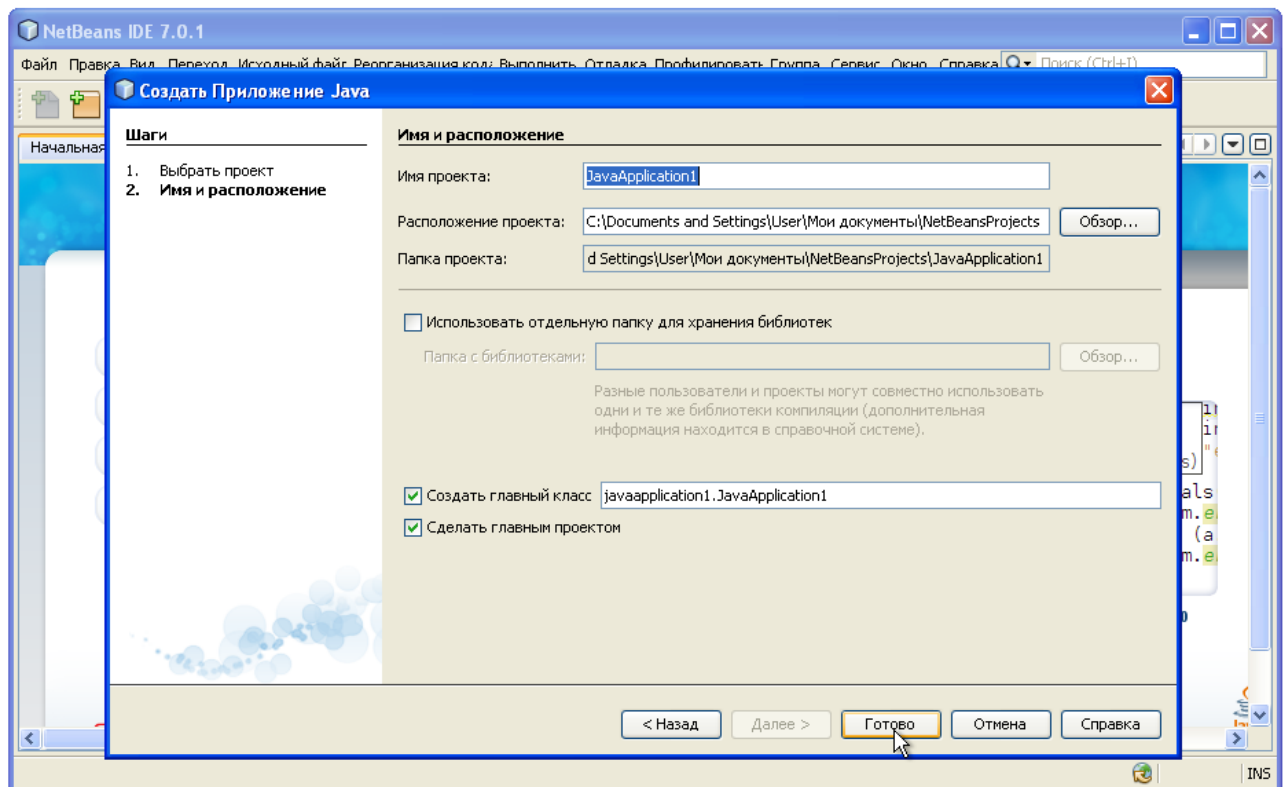 NetBeans IDE 7.0.1
Файл Правка Вид Переход Исходный файг Реорганизация кода Выполнить Отладка Профилировать Группа Сервис Окно Справка Поиск (Ctrl+I)
Создать Приложение Java
Начальная
Шаги
1. Выбрать проект
2. Имя и расположение
Имя и расположение
Имя проекта: JavaApplication1
Расположение проекта: C:\Documents and Settings\User\Мои документы\NetBeansProjects Обзор...
Папка проекта: d Settings\User\Мои документы\NetBeansProjects\JavaApplication1
Использовать отдельную папку для хранения библиотек
Папка с библиотеками: Обзор...
Разные пользователи и проекты могут совместно использовать
одни и те же библиотеки компиляции (дополнительная
информация находится в справочной системе).
Создать главный класс javaapplication1.JavaApplication1
Сделать главным проектом
s)
als
m.e
(a
m.e
< Назад Далее > Готово Отмена Справка
INS